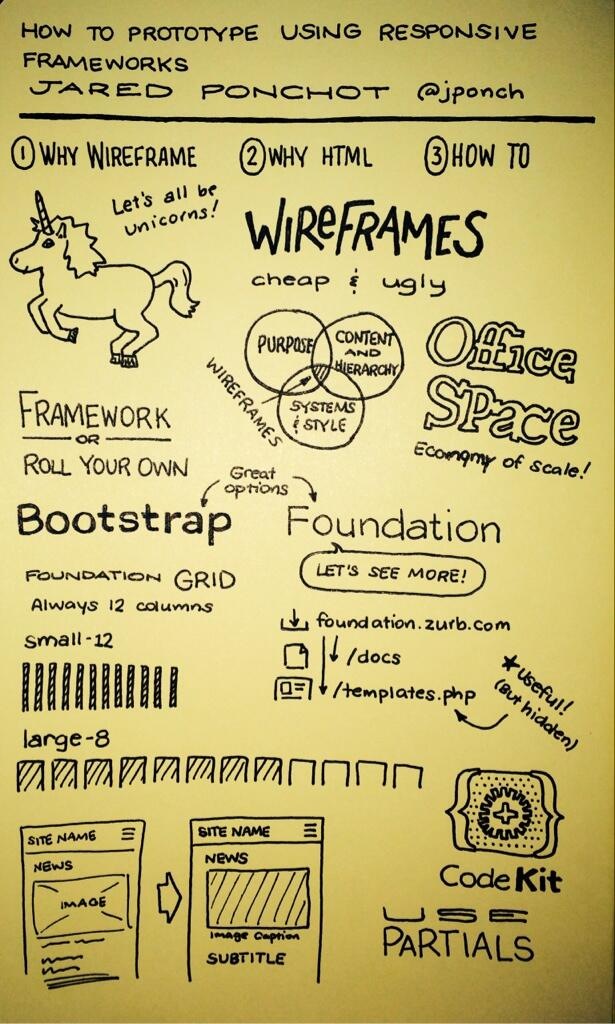 HOW TO PROTOTYPE USING RESPONSIVE
FRAMEWORKS
JARED PONCHOT @jponch
1 WHY WIREFRAME
2 WHY HTML
3 HOW TO
Let's all be
unicorns!
WIREFRAMES
cheap & ugly
PURPOSE
CONTENT
AND
HIERARCHY
SYSTEMS
& STYLE
WIREFRAMES
Office
Space
Economy of scale!
FRAMEWORK
OR
ROLL YOUR OWN
Great
options
Bootstrap
Foundation
LET'S SEE MORE!
FOUNDATION GRID
Always 12 columns
small-12
large-8
foundation.zurb.com
/docs
/templates.php
★ Useful!
(But hidden)
SITE NAME
NEWS
IMAGE
SITE NAME
NEWS
Image Caption
SUBTITLE
CodeKit
USE
PARTIALS